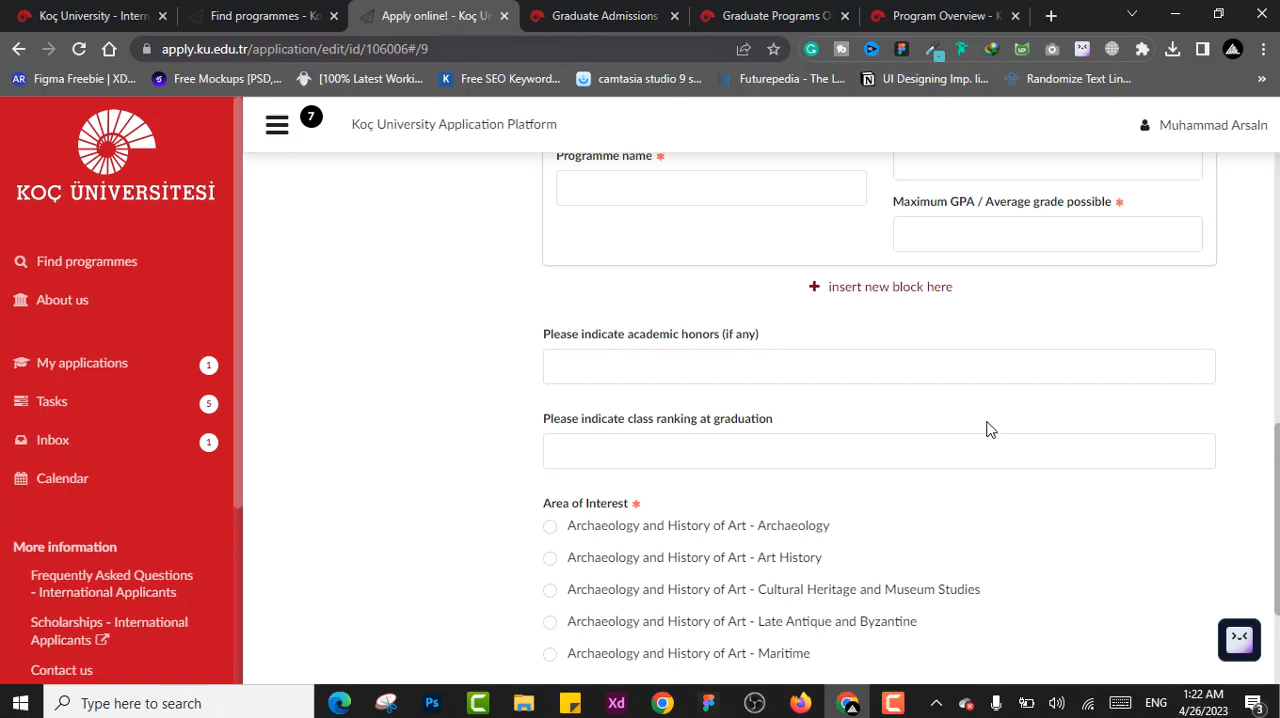 Koç University - Intern
Find programmes - Ko
Apply online! - Koç Un
Graduate Admissions
Graduate Programs O
Program Overview - K
apply.ku.edu.tr/application/edit/id/106006#/9
Figma Freebie | XD...
Free Mockups [PSD,...
[100% Latest Worki...
Free SEO Keyword...
camtasia studio 9 s...
Futurepedia - The L...
UI Designing Imp. li...
Randomize Text Lin...
»
KOÇ ÜNİVERSİTESİ
7
Koç University Application Platform
Muhammad Arsaln
Find programmes
About us
My applications 1
Tasks 5
Inbox 1
Calendar
More information
Frequently Asked Questions
- International Applicants
Scholarships - International
Applicants
Contact us
Programme name *
Maximum GPA / Average grade possible *
+ insert new block here
Please indicate academic honors (if any)
Please indicate class ranking at graduation
Area of Interest *
Archaeology and History of Art - Archaeology
Archaeology and History of Art - Art History
Archaeology and History of Art - Cultural Heritage and Museum Studies
Archaeology and History of Art - Late Antique and Byzantine
Archaeology and History of Art - Maritime
Type here to search
Ps
Xd
ENG
1:22 AM
4/26/2023
3